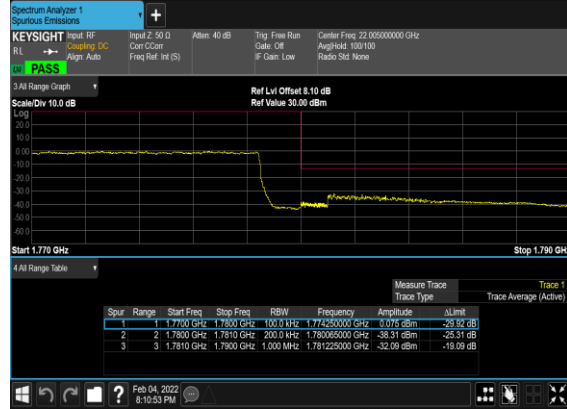 Spectrum Analyzer 1
Spurious Emissions
KEYSIGHT Input: RF Input Z: 50 Ω Atten: 40 dB Trig: Free Run Center Freq: 22.005000000 GHz
RL Coupling: DC Corr CCorr Gate: Off Avg|Hold: 100/100
Align: Auto Freq Ref: Int (S) IF Gain: Low Radio Std: None
PASS
3 All Range Graph
Ref Lvl Offset 8.10 dB
Scale/Div 10.0 dB Ref Value 30.00 dBm
Log
20.0
10.0
0.00
-10.0
-20.0
-30.0
-40.0
-50.0
-60.0
Start 1.770 GHz Stop 1.790 GH
4 All Range Table
Measure Trace Trace 1
Trace Type Trace Average (Active)
Spur Range Start Freq Stop Freq RBW Frequency Amplitude ΔLimit
1 1 1.7700 GHz 1.7800 GHz 100.0 kHz 1.774250000 GHz 0.075 dBm -29.92 dB
2 2 1.7800 GHz 1.7810 GHz 200.0 kHz 1.780065000 GHz -38.31 dBm -25.31 dB
3 3 1.7810 GHz 1.7900 GHz 1.000 MHz 1.781225000 GHz -32.09 dBm -19.09 dB
? Feb 04, 2022
8:10:53 PM